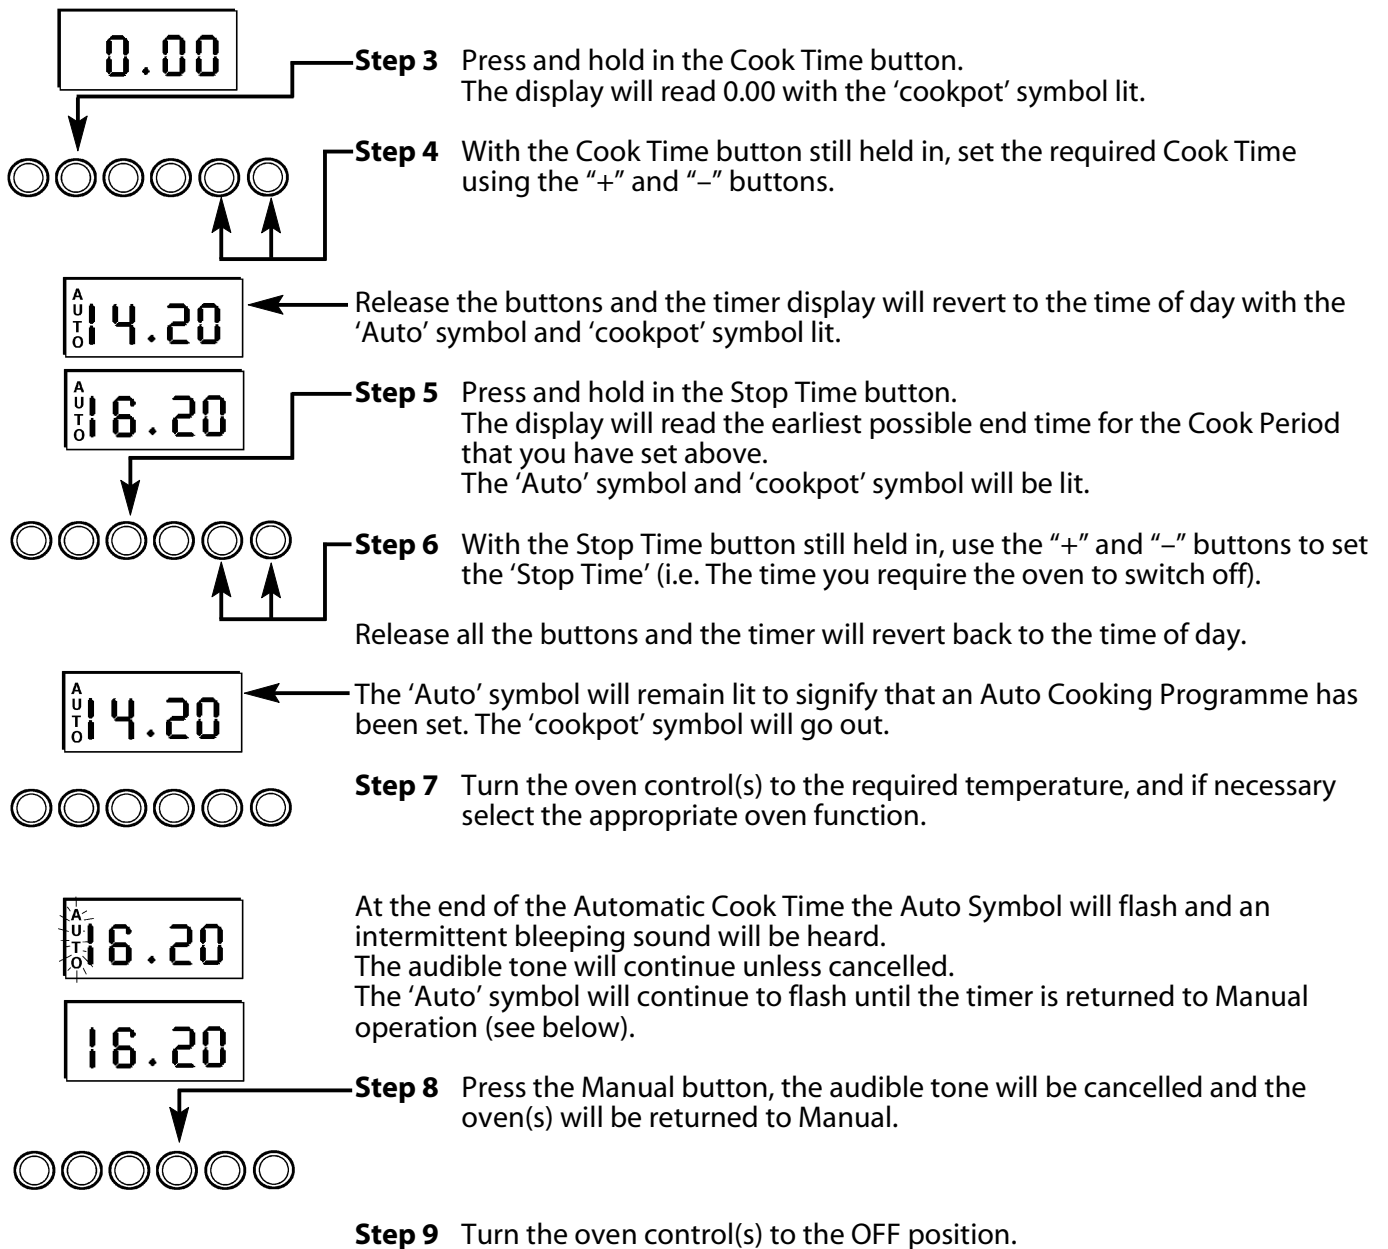 0.00
Step 3 Press and hold in the Cook Time button.
The display will read 0.00 with the ‘cookpot’ symbol lit.
Step 4 With the Cook Time button still held in, set the required Cook Time
using the “+” and “–” buttons.
AUTO 14.20
Release the buttons and the timer display will revert to the time of day with the
‘Auto’ symbol and ‘cookpot’ symbol lit.
AUTO 16.20
Step 5 Press and hold in the Stop Time button.
The display will read the earliest possible end time for the Cook Period
that you have set above.
The ‘Auto’ symbol and ‘cookpot’ symbol will be lit.
Step 6 With the Stop Time button still held in, use the “+” and “–” buttons to set
the ‘Stop Time’ (i.e. The time you require the oven to switch off).
Release all the buttons and the timer will revert back to the time of day.
AUTO 14.20
The ‘Auto’ symbol will remain lit to signify that an Auto Cooking Programme has
been set. The ‘cookpot’ symbol will go out.
Step 7 Turn the oven control(s) to the required temperature, and if necessary
select the appropriate oven function.
AUTO 16.20
At the end of the Automatic Cook Time the Auto Symbol will flash and an
intermittent bleeping sound will be heard.
The audible tone will continue unless cancelled.
The ‘Auto’ symbol will continue to flash until the timer is returned to Manual
operation (see below).
16.20
Step 8 Press the Manual button, the audible tone will be cancelled and the
oven(s) will be returned to Manual.
Step 9 Turn the oven control(s) to the OFF position.